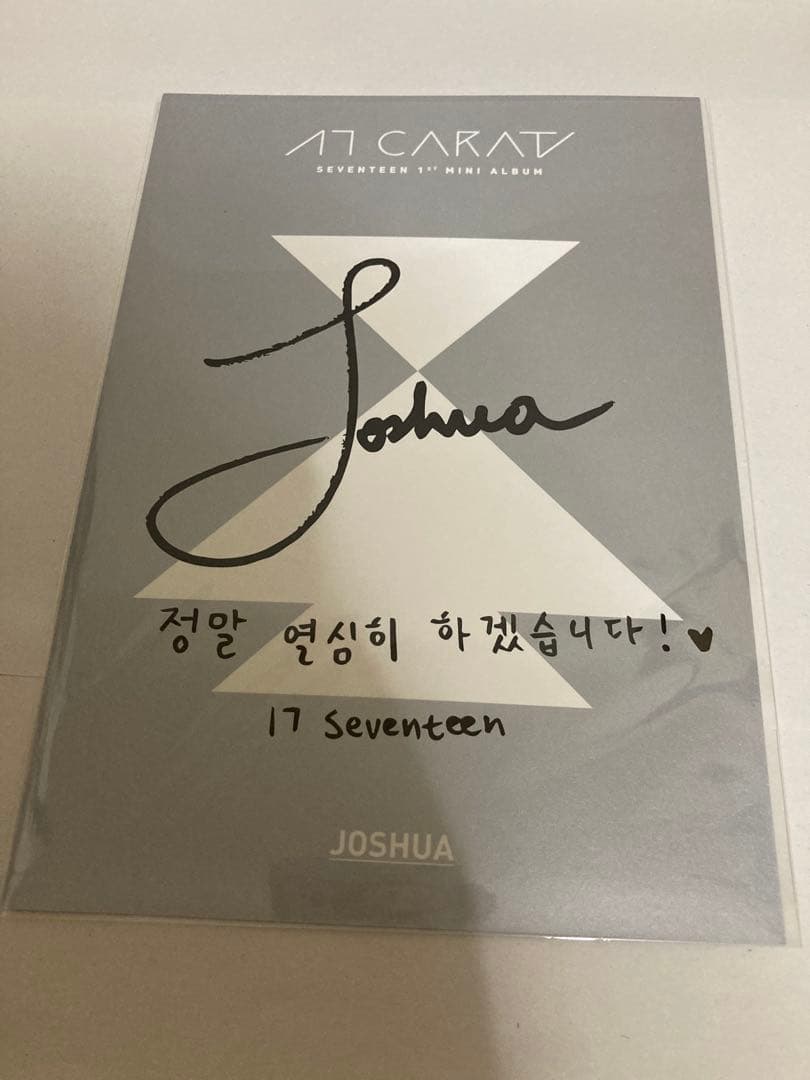 17 CARAT
SEVENTEEN 1ST MINI ALBUM
Joshua
정말 열심히 하겠습니다! ♥
17 Seventeen
JOSHUA